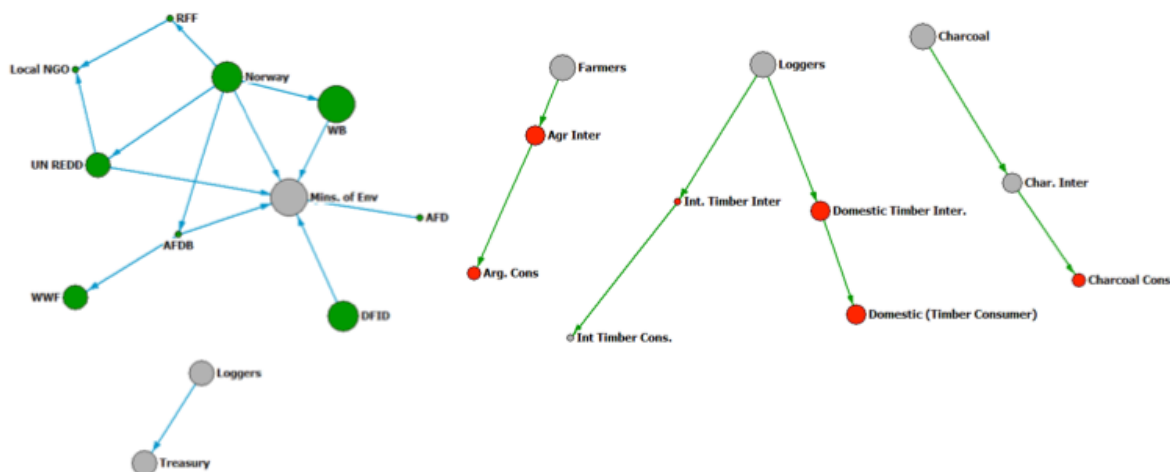 RFF
Local NGO
Norway
WB
UN REDD
Mins. of Env
AFD
AFDB
WWF
DFID
Loggers
Treasury
Farmers
Agr Inter
Arg. Cons
Loggers
Int. Timber Inter
Domestic Timber Inter.
Domestic (Timber Consumer)
Int Timber Cons.
Charcoal
Char. Inter
Charcoal Cons